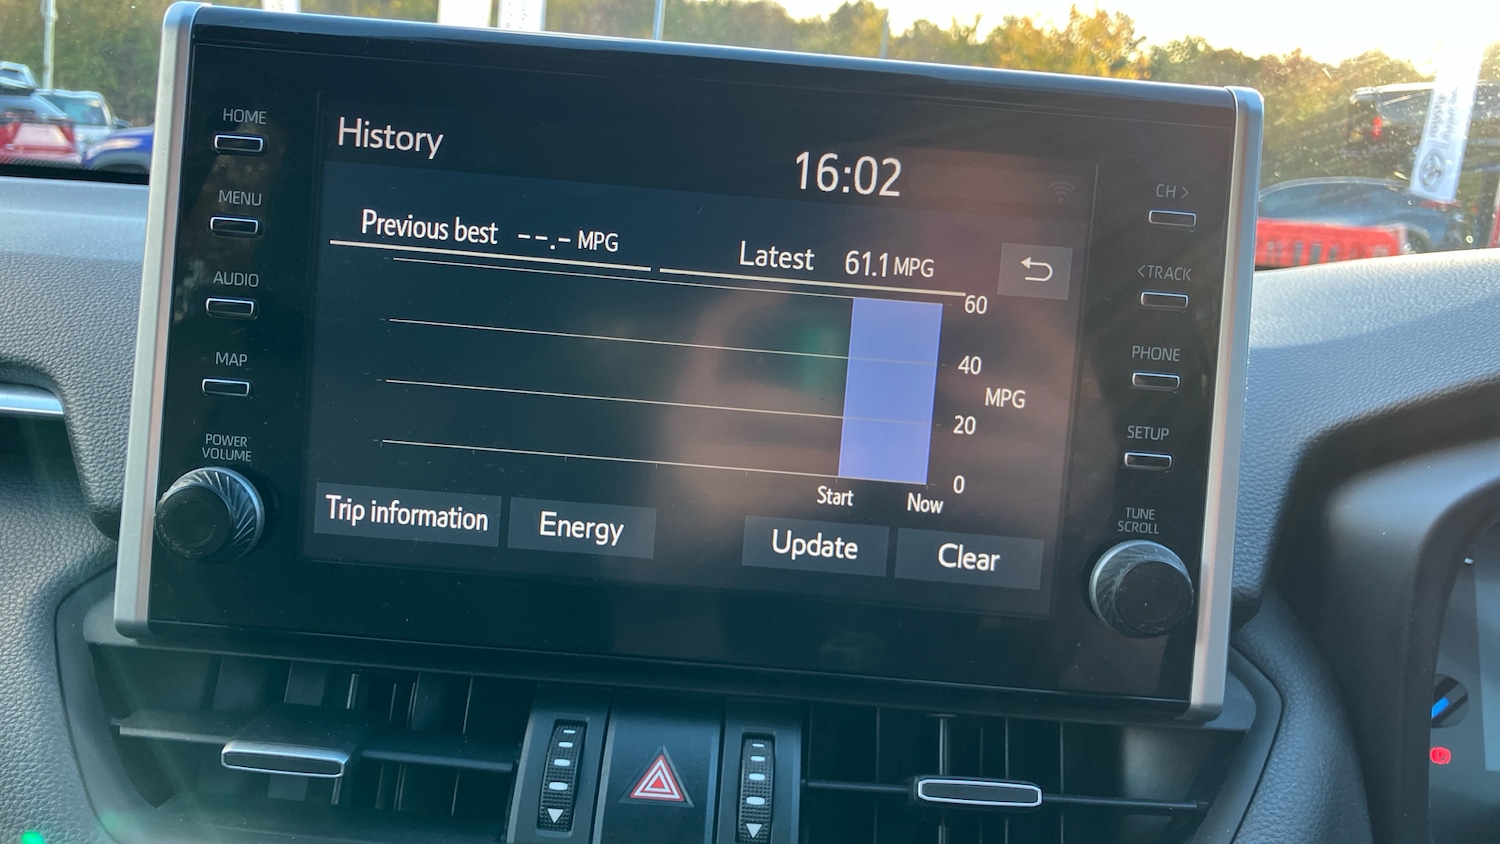 HOME
MENU
AUDIO
MAP
POWER
VOLUME
History
16:02
Previous best --.- MPG
Latest 61.1 MPG
60
40
MPG
20
0
Start
Now
Trip information
Energy
Update
Clear
CH >
< TRACK
PHONE
SETUP
TUNE
SCROLL